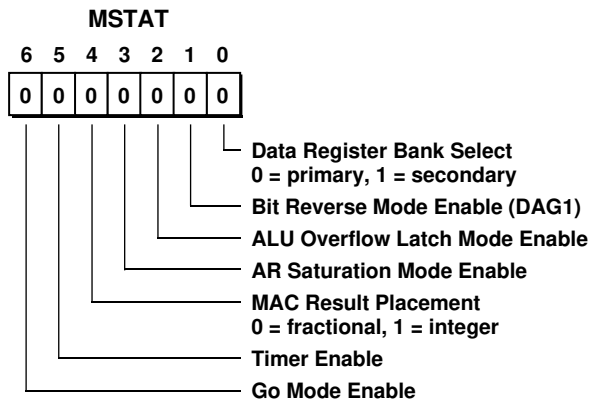 MSTAT
6 5 4 3 2 1 0
0 0 0 0 0 0 0
Data Register Bank Select
0 = primary, 1 = secondary
Bit Reverse Mode Enable (DAG1)
ALU Overflow Latch Mode Enable
AR Saturation Mode Enable
MAC Result Placement
0 = fractional, 1 = integer
Timer Enable
Go Mode Enable